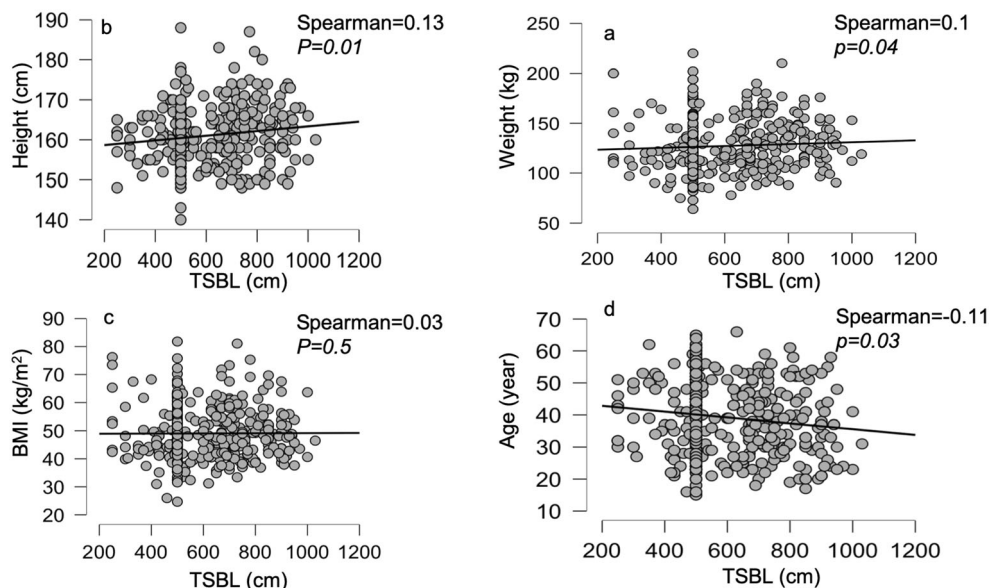 b
Spearman=0.13
P=0.01
190
180
170
160
150
140
Height (cm)
200 400 600 800 1000 1200
TSBL (cm)
a
Spearman=0.1
p=0.04
250
200
150
100
50
Weight (kg)
200 400 600 800 1000 1200
TSBL (cm)
c
Spearman=0.03
P=0.5
90
80
70
60
50
40
30
20
BMI (kg/m²)
200 400 600 800 1000 1200
TSBL (cm)
d
Spearman=-0.11
p=0.03
70
60
50
40
30
20
10
Age (year)
200 400 600 800 1000 1200
TSBL (cm)